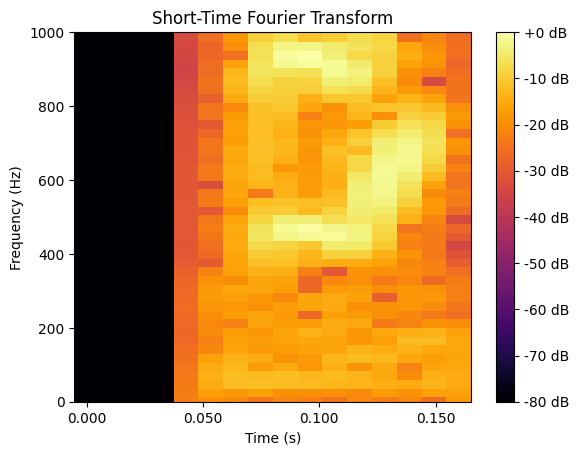 Short-Time Fourier Transform
1000
800
600
400
200
0
Frequency (Hz)
0.000
0.050
0.100
0.150
Time (s)
+0 dB
-10 dB
-20 dB
-30 dB
-40 dB
-50 dB
-60 dB
-70 dB
-80 dB